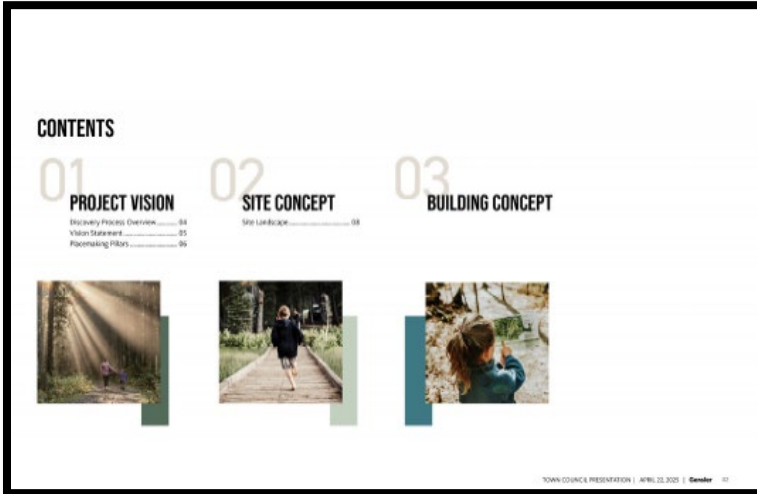 CONTENTS
01
PROJECT VISION
Discovery Process Overview 04
Vision Statement 05
Placemaking Pillars 06
02
SITE CONCEPT
Site Landscape 08
03
BUILDING CONCEPT
TOWN COUNCIL PRESENTATION | APRIL 22, 2025 | Gensler 02